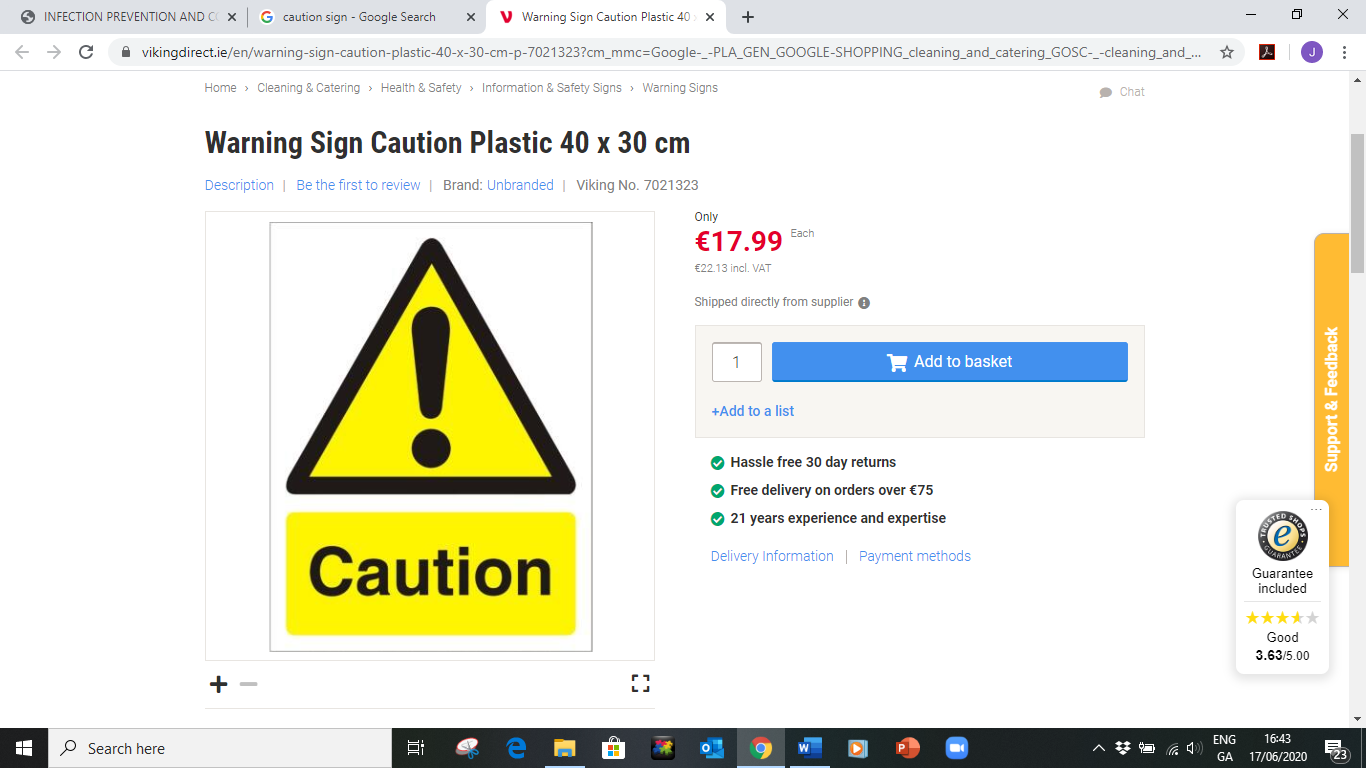 INFECTION PREVENTION AND C
caution sign - Google Search
Warning Sign Caution Plastic 40
vikingdirect.ie/en/warning-sign-caution-plastic-40-x-30-cm-p-7021323?cm_mmc=Google-_-PLA_GEN_GOOGLE-SHOPPING_cleaning_and_catering_GOSC-_-cleaning_and_...
J
Home › Cleaning & Catering › Health & Safety › Information & Safety Signs › Warning Signs
Chat
Warning Sign Caution Plastic 40 x 30 cm
Description | Be the first to review | Brand: Unbranded | Viking No. 7021323
Caution
Only
€17.99 Each
€22.13 incl. VAT
Shipped directly from supplier
1
Add to basket
+Add to a list
Hassle free 30 day returns
Free delivery on orders over €75
21 years experience and expertise
Delivery Information | Payment methods
Support & Feedback
TRUSTED SHOPS
e
GUARANTEE
Guarantee
included
Good
3.63/5.00
Search here
ENG
GA
16:43
17/06/2020
23